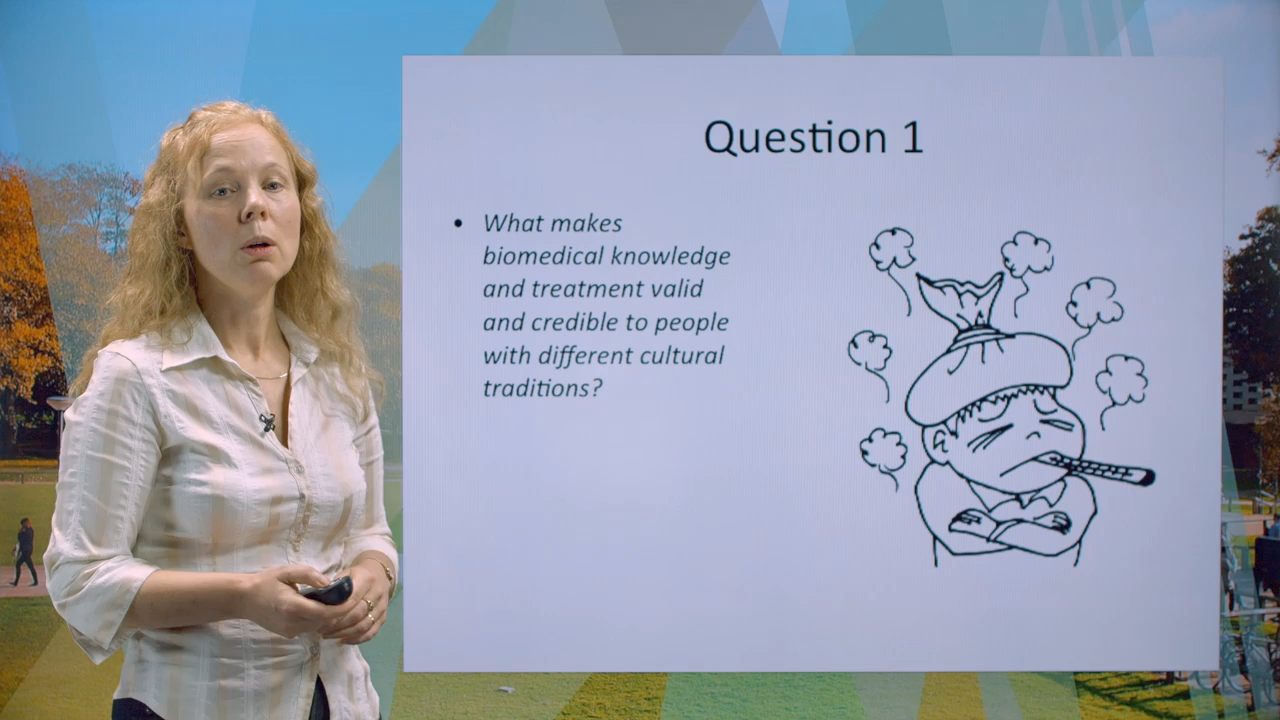 Question 1
• What makes
biomedical knowledge
and treatment valid
and credible to people
with different cultural
traditions?